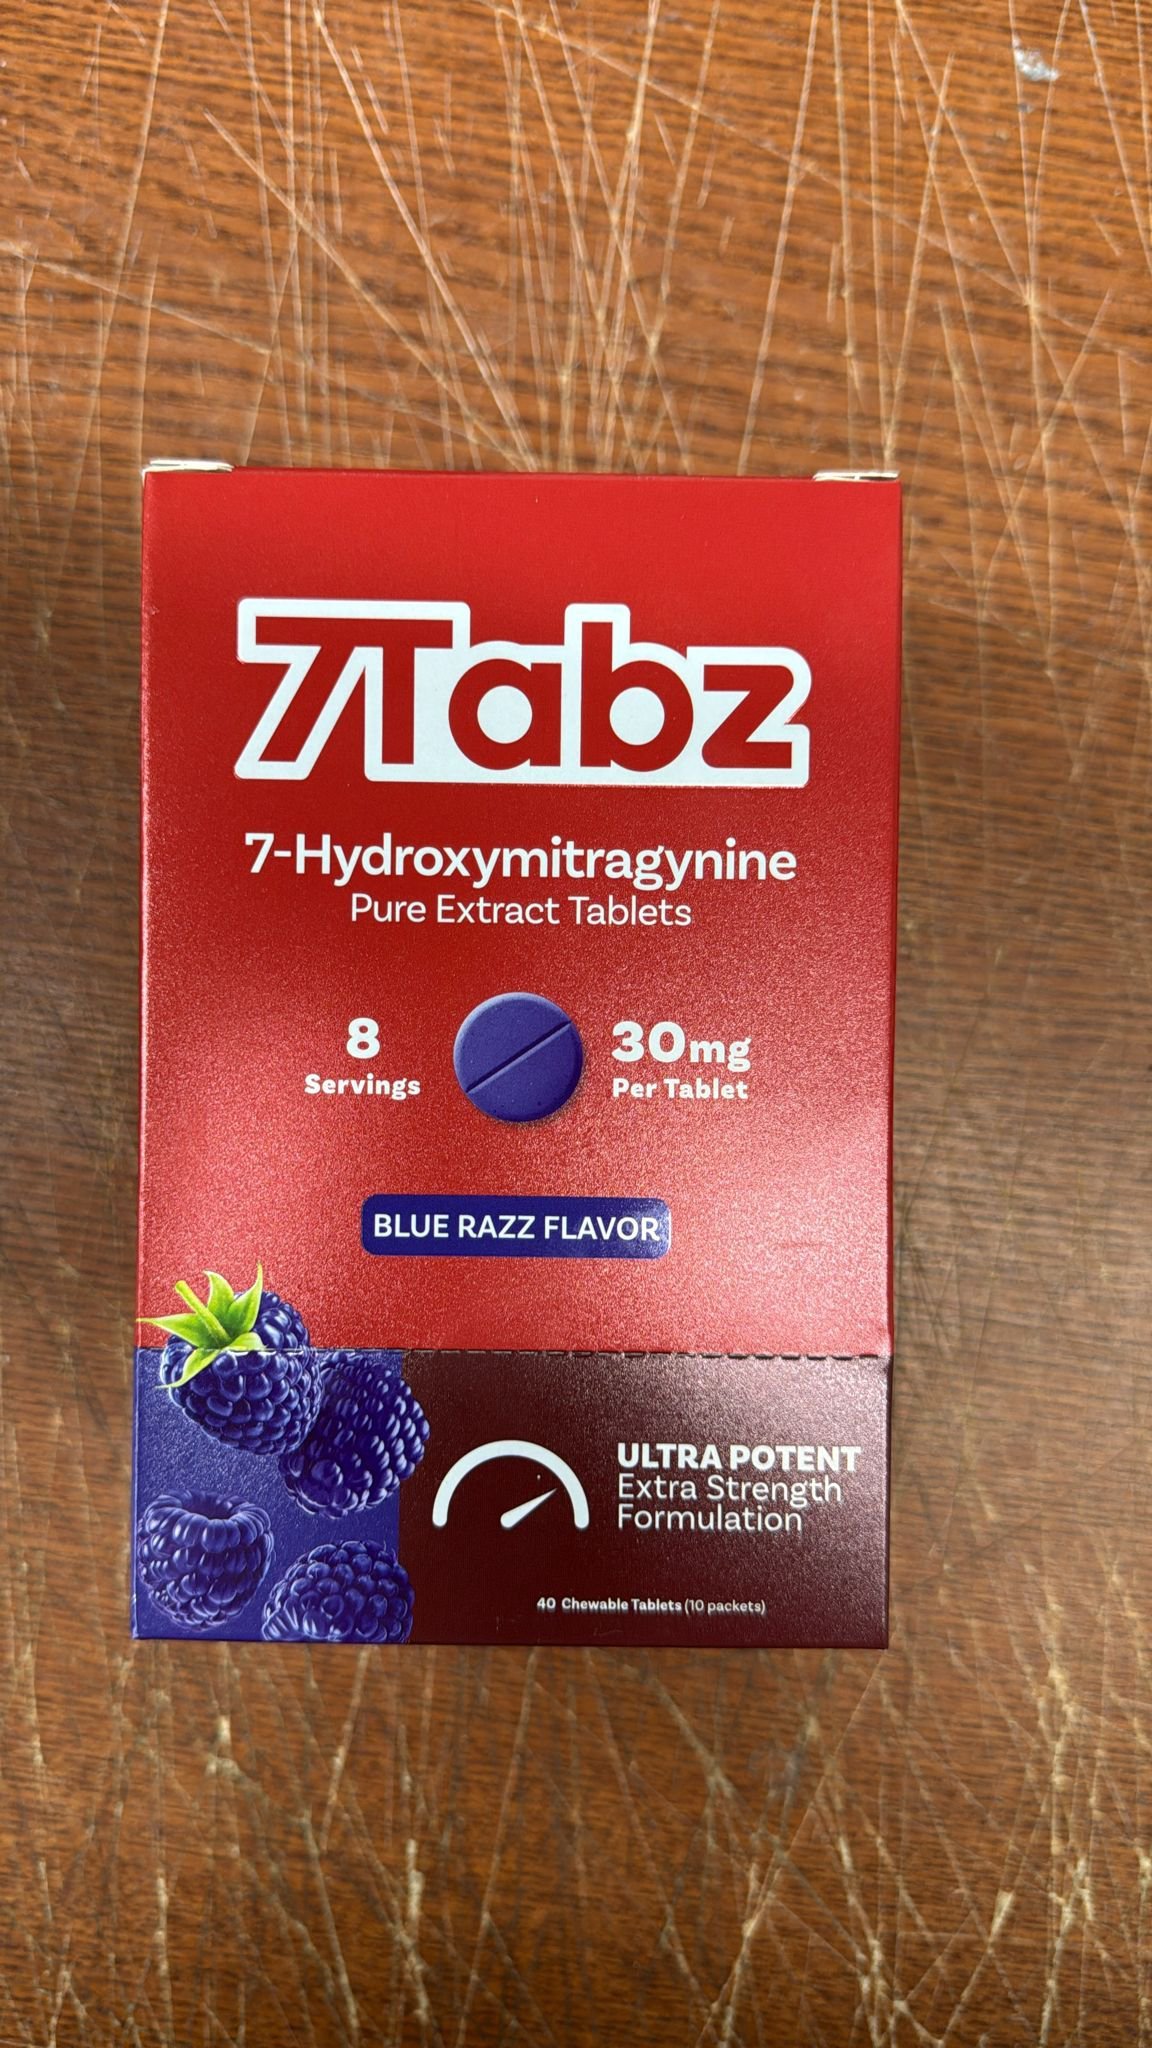 7Tabz
7-Hydroxymitragynine
Pure Extract Tablets
8
Servings
30mg
Per Tablet
BLUE RAZZ FLAVOR
ULTRA POTENT
Extra Strength
Formulation
40 Chewable Tablets (10 packets)